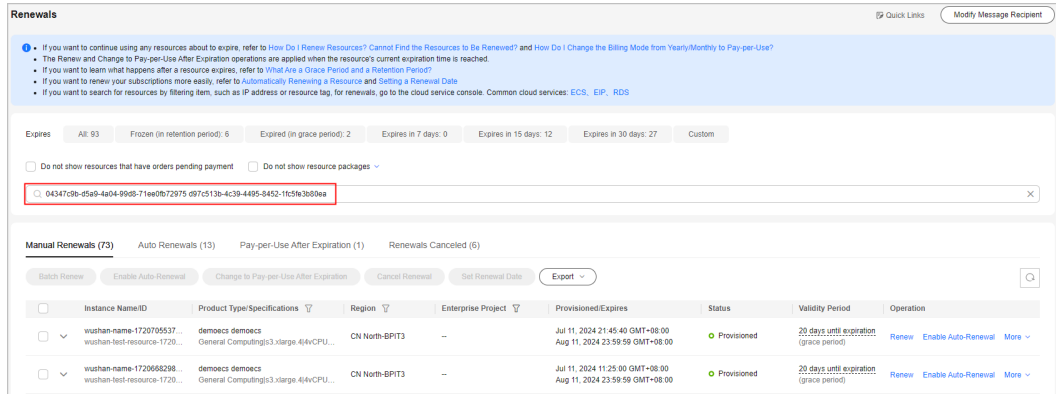 Renewals
Quick Links
Modify Message Recipient
If you want to continue using any resources about to expire, refer to How Do I Renew Resources? Cannot Find the Resources to Be Renewed? and How Do I Change the Billing Mode from Yearly/Monthly to Pay-per-Use?
The Renew and Change to Pay-per-Use After Expiration operations are applied when the resource's current expiration time is reached.
If you want to learn what happens after a resource expires, refer to What Are a Grace Period and a Retention Period?
If you want to renew your subscriptions more easily, refer to Automatically Renewing a Resource and Setting a Renewal Date
If you want to search for resources by filtering item, such as IP address or resource tag, for renewals, go to the cloud service console. Common cloud services: ECS、EIP、RDS
Expires All: 93 Frozen (in retention period): 6 Expired (in grace period): 2 Expires in 7 days: 0 Expires in 15 days: 12 Expires in 30 days: 27 Custom
Do not show resources that have orders pending payment Do not show resource packages
04347c9b-d5a9-4a04-99d8-71ee0fb72975 d97c513b-4c39-4495-8452-1fc5fe3b80ea
Manual Renewals (73) Auto Renewals (13) Pay-per-Use After Expiration (1) Renewals Canceled (6)
Batch Renew Enable Auto-Renewal Change to Pay-per-Use After Expiration Cancel Renewal Set Renewal Date Export
Instance Name/ID Product Type/Specifications Region Enterprise Project Provisioned/Expires Status Validity Period Operation
wushan-name-1720705537... demoecs demoecs CN North-BPIT3 -- Jul 11, 2024 21:45:40 GMT+08:00 Provisioned 20 days until expiration Renew Enable Auto-Renewal More
wushan-test-resource-1720... General Computing|s3.xlarge.4|4vCPU... Aug 11, 2024 23:59:59 GMT+08:00 (grace period)
wushan-name-1720668298... demoecs demoecs CN North-BPIT3 -- Jul 11, 2024 11:25:00 GMT+08:00 Provisioned 20 days until expiration Renew Enable Auto-Renewal More
wushan-test-resource-1720... General Computing|s3.xlarge.4|4vCPU... Aug 11, 2024 23:59:59 GMT+08:00 (grace period)